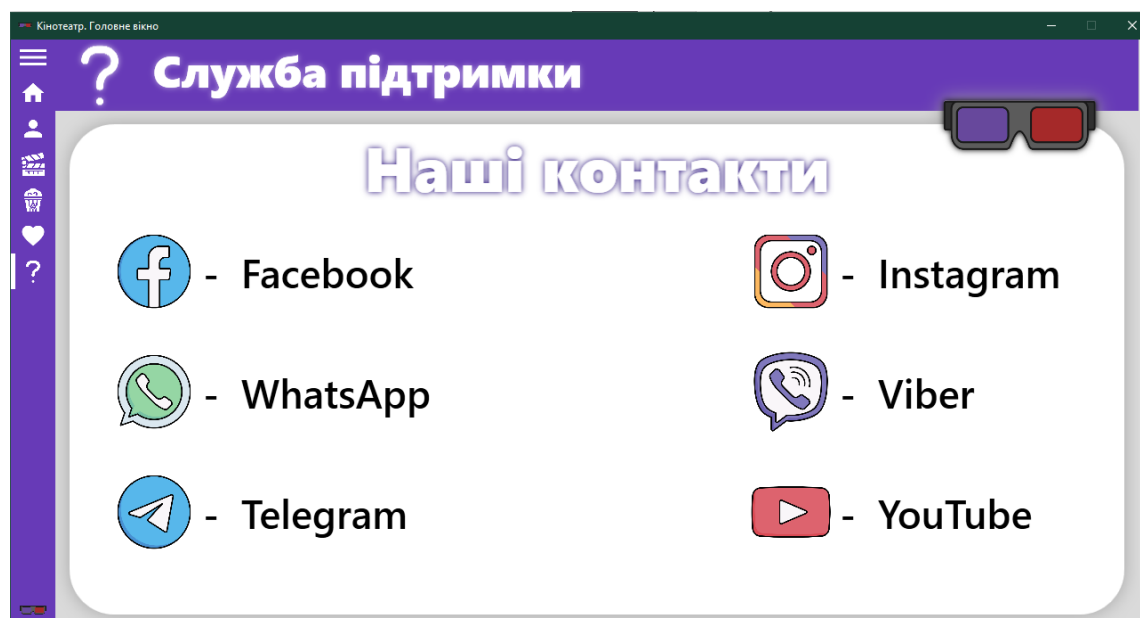 Кінотеатр. Головне вікно
? Служба підтримки
Наші контакти
?
- Facebook
- Instagram
- WhatsApp
- Viber
- Telegram
- YouTube